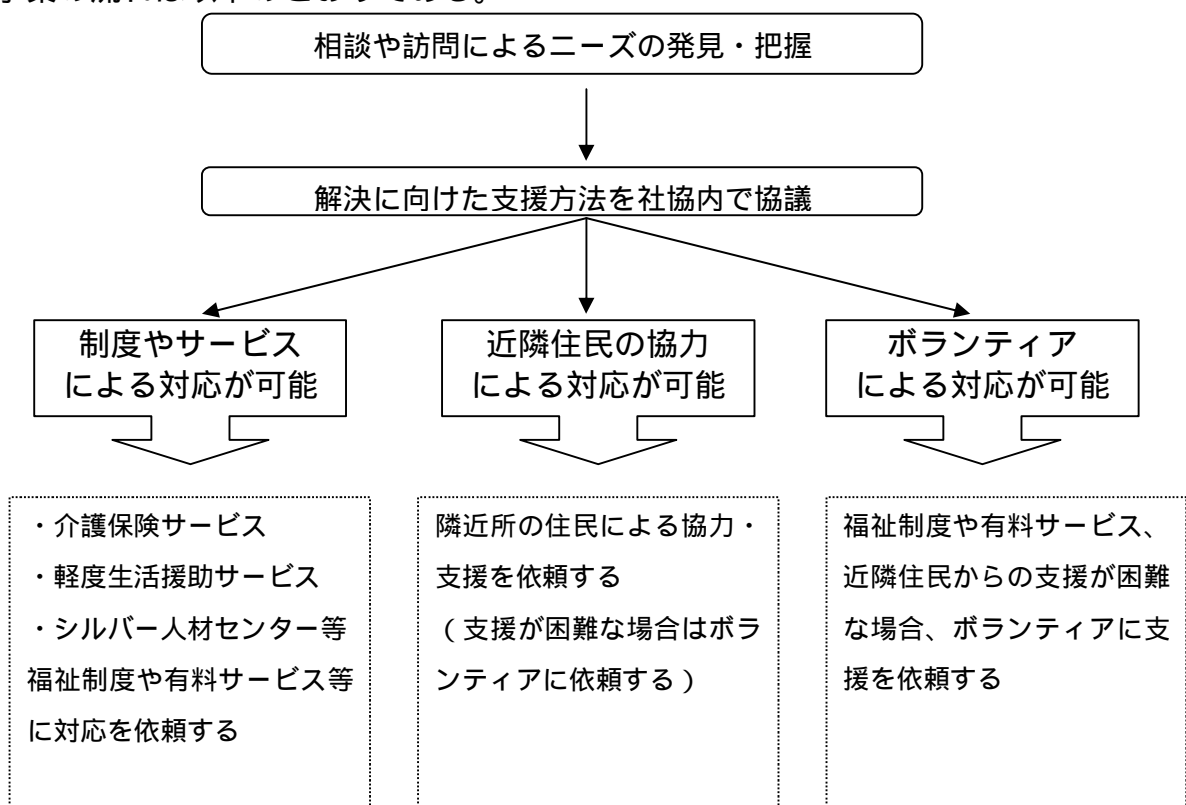 相談や訪問によるニーズの発見・把握
解決に向けた支援方法を社協内で協議
制度やサービス
による対応が可能
近隣住民の協力
による対応が可能
ボランティア
による対応が可能
・介護保険サービス
・軽度生活援助サービス
・シルバー人材センター等
福祉制度や有料サービス等
に対応を依頼する
隣近所の住民による協力・
支援を依頼する
（支援が困難な場合はボラ
ンティアに依頼する）
福祉制度や有料サービス、
近隣住民からの支援が困難
な場合、ボランティアに支
援を依頼する